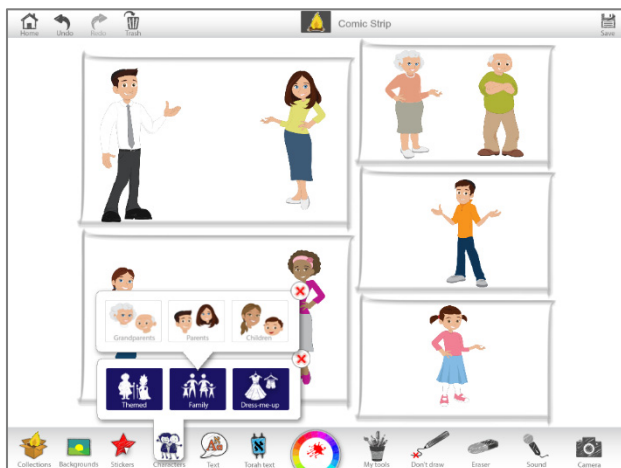 Home Undo Redo Trash Comic Strip Save
Grandparents Parents Children
Themed Family Dress-me-up
Collections Backgrounds Stickers Characters Text Torah text My tools Don't draw Eraser Sound Camera